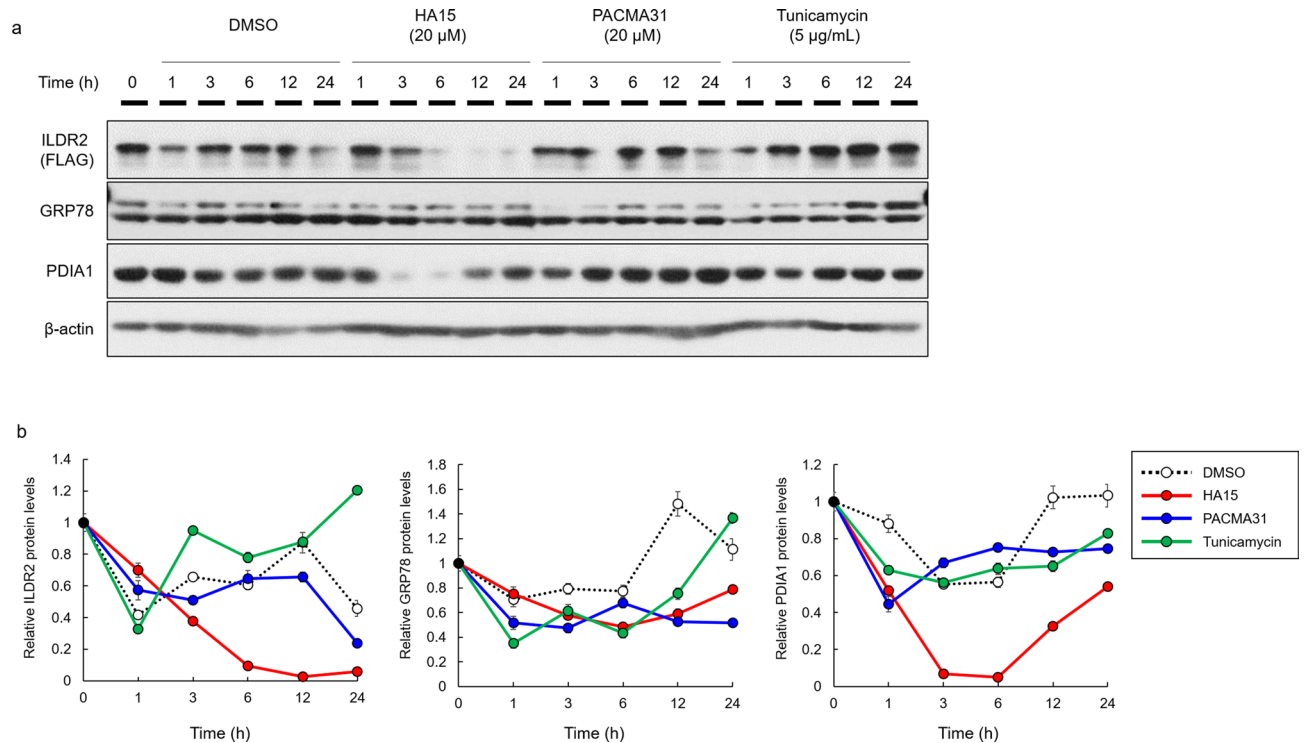 a
DMSO
HA15
(20 μM)
PACMA31
(20 μM)
Tunicamycin
(5 μg/mL)
Time (h) 0 1 3 6 12 24 1 3 6 12 24 1 3 6 12 24 1 3 6 12 24
ILDR2
(FLAG)
GRP78
PDIA1
β-actin
b
Relative ILDR2 protein levels
1.4
1.2
1
0.8
0.6
0.4
0.2
0
0 1 3 6 12 24
Time (h)
Relative GRP78 protein levels
1.8
1.6
1.4
1.2
1
0.8
0.6
0.4
0.2
0
0 1 3 6 12 24
Time (h)
Relative PDIA1 protein levels
1.2
1
0.8
0.6
0.4
0.2
0
0 1 3 6 12 24
Time (h)
DMSO
HA15
PACMA31
Tunicamycin